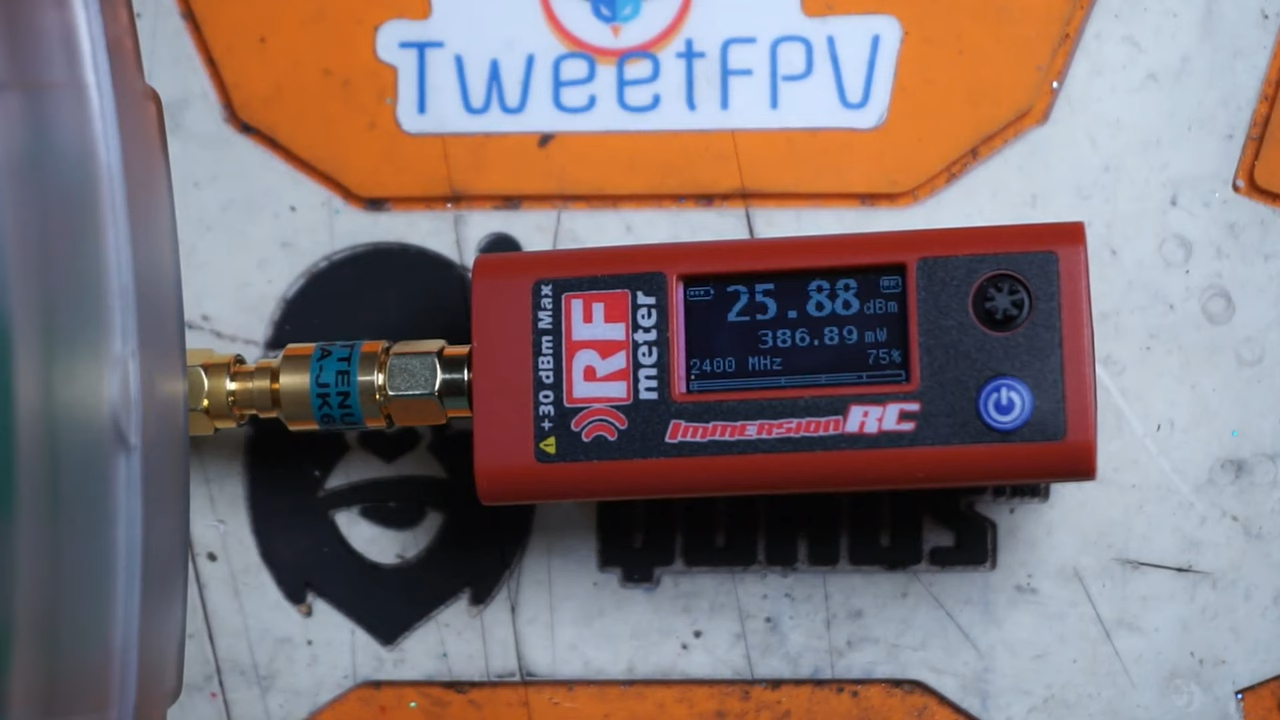 TweetFPV
+30 dBm Max
RF
meter
25.88 dBm
386.89 mW
2400 MHz 75%
ImmersionRC